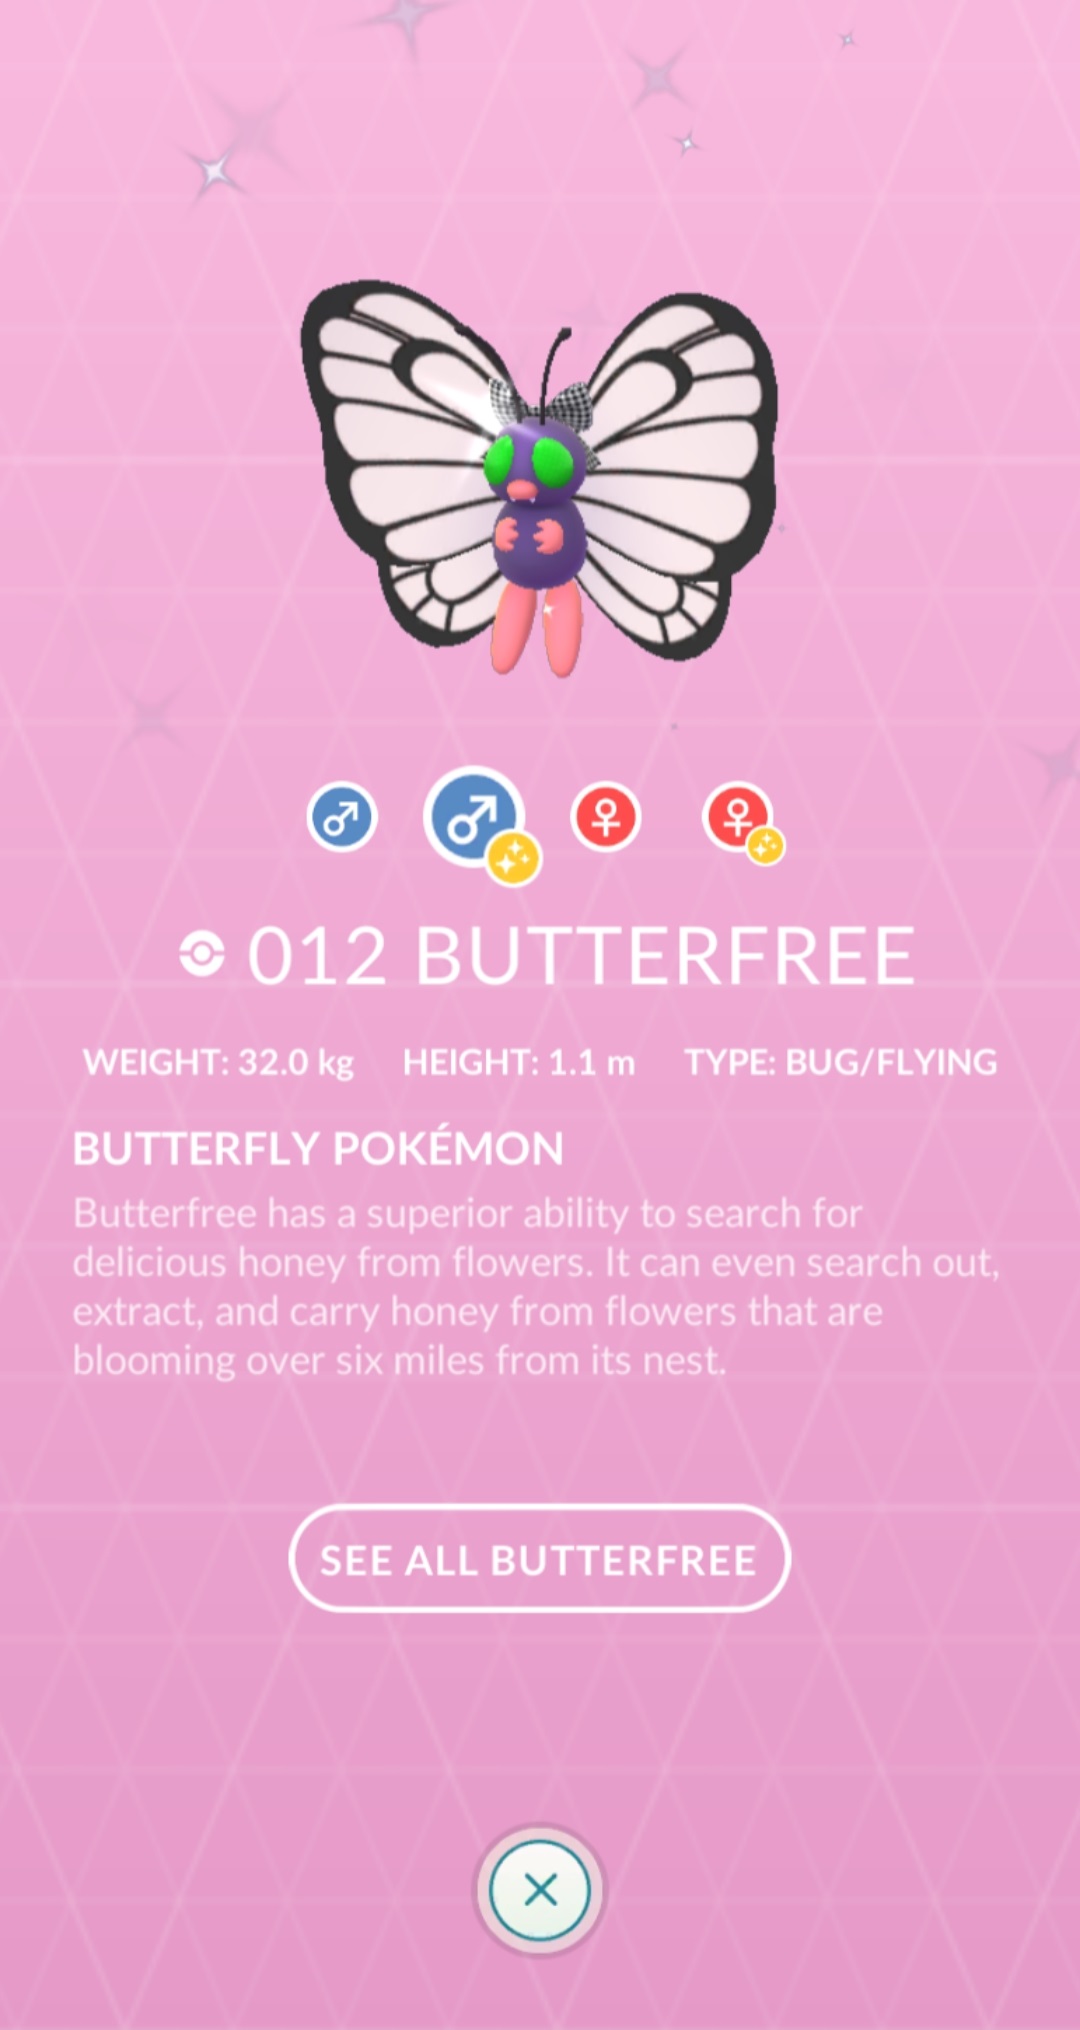 012 BUTTERFREE
WEIGHT: 32.0 kg HEIGHT: 1.1 m TYPE: BUG/FLYING
BUTTERFLY POKÉMON
Butterfree has a superior ability to search for
delicious honey from flowers. It can even search out,
extract, and carry honey from flowers that are
blooming over six miles from its nest.
SEE ALL BUTTERFREE